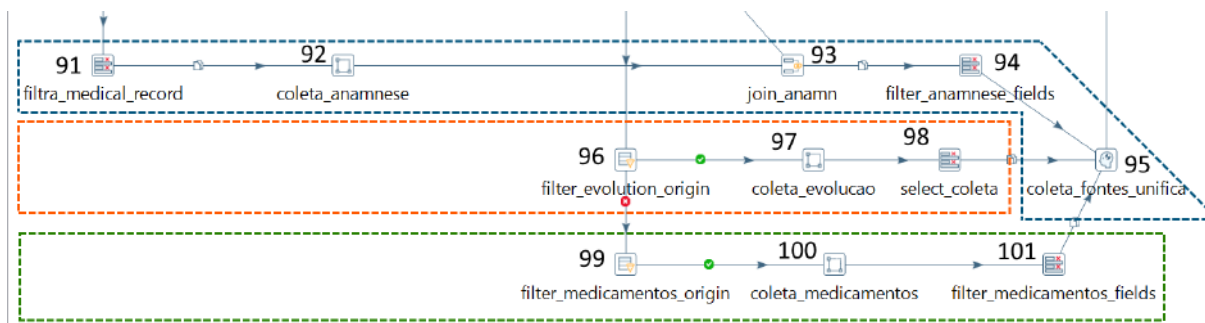 91 92 93 94
filtra_medical_record coleta_anamnese join_anamn filter_anamnese_fields
96 97 98 95
filter_evolution_origin coleta_evolucao select_coleta coleta_fontes_unifica
99 100 101
filter_medicamentos_origin coleta_medicamentos filter_medicamentos_fields